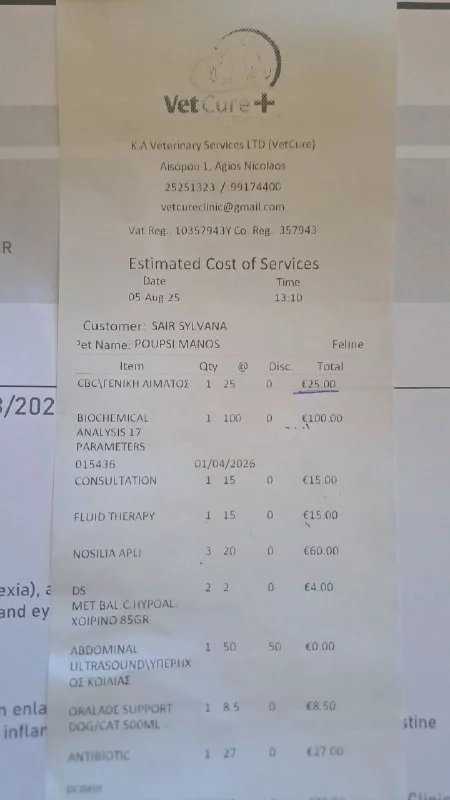 R
VetCure+
K.A Veterinary Services LTD (VetCure)
Aisopou 1, Agios Nicolaos
25251323 / 99174400
vetcureclinic@gmail.com
Vat Reg.. 10357943Y Co. Reg.. 357943
Estimated Cost of Services
Date Time
05-Aug-25 13:10
Customer: SAIR SYLVANA
Pet Name: POUPSI MANOS Feline
Item Qty @ Disc. Total
CBC\ΓΕΝΙΚΗ ΑΙΜΑΤΟΣ 1 25 0 €25.00
3/202
BIOCHEMICAL 1 100 0 €100.00
ANALYSIS 17
PARAMETERS
015436 01/04/2026
CONSULTATION 1 15 0 €15.00
FLUID THERAPY 1 15 0 €15.00
NOSILIA APLI 3 20 0 €60.00
exia), a
DS 2 2 0 €4.00
and ey
MET BAL.C.HYPOAL.
ΧΟΙΡΙΝΟ 85GR
ABDOMINAL 1 50 50 €0.00
ULTRASOUND\ΥΠΕΡΗΧ
ΟΣ ΚΟΙΛΙΑΣ
n enla
ORALADE SUPPORT 1 8.5 0 €8.50
DOG/CAT 500ML
inflar
stine
ANTIBIOTIC 1 27 0 €27.00